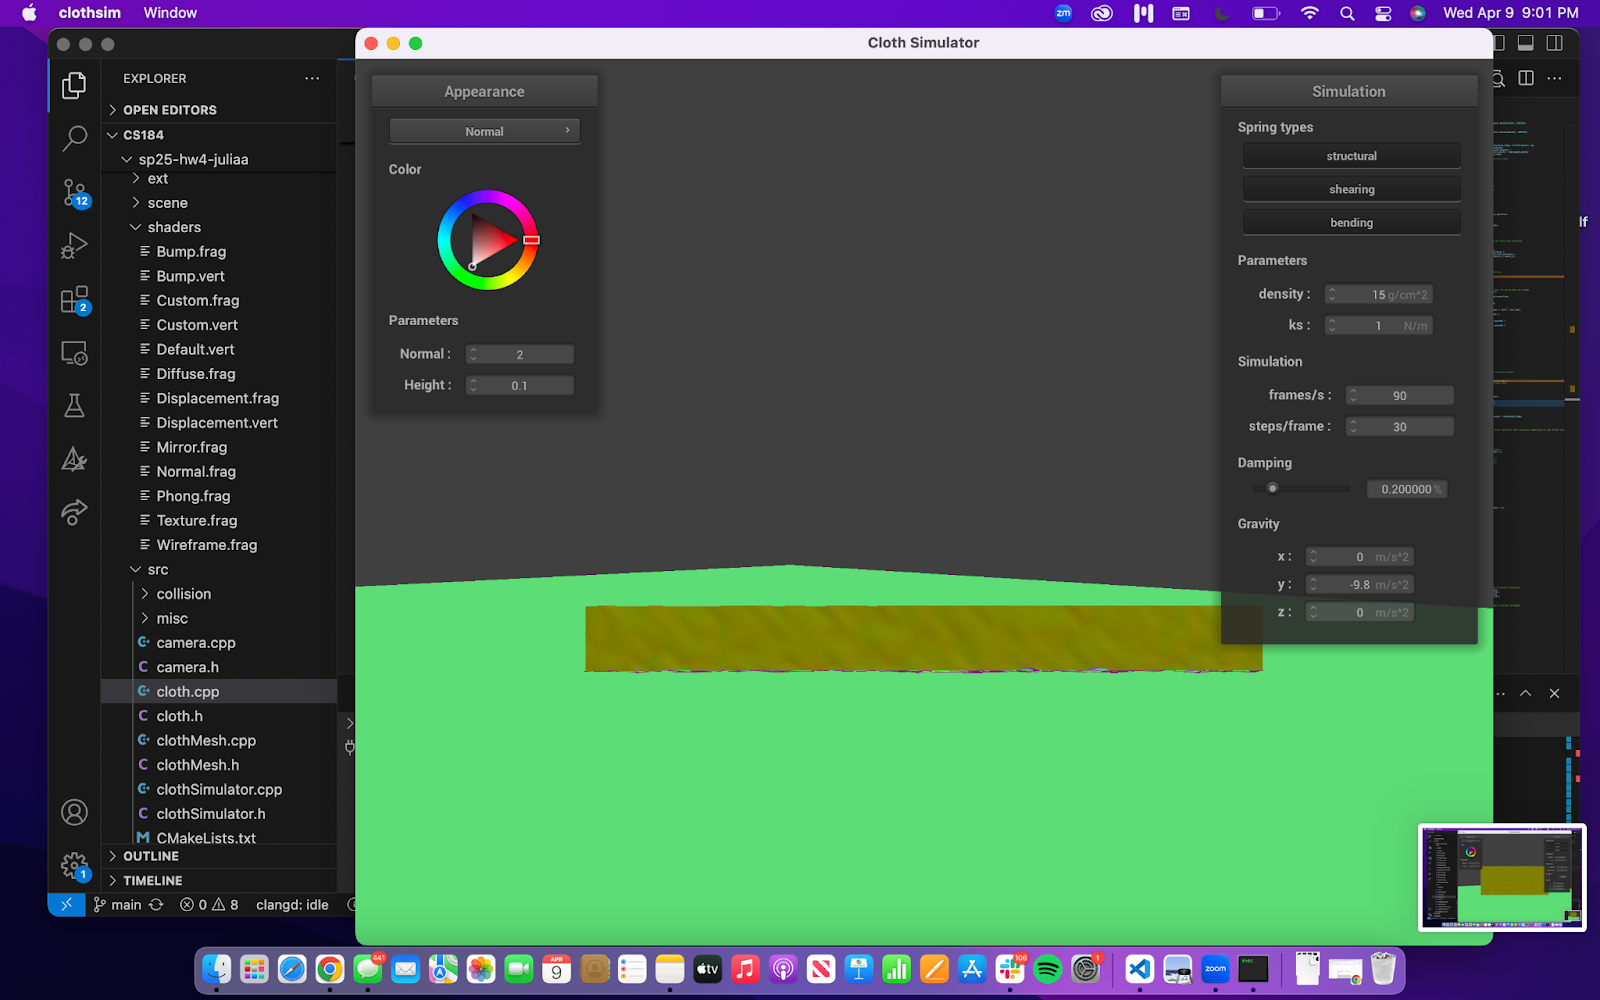 clothsim Window
zm
Wed Apr 9 9:01 PM
Cloth Simulator
EXPLORER
OPEN EDITORS
CS184
sp25-hw4-juliaa
ext
scene
shaders
Bump.frag
Bump.vert
Custom.frag
Custom.vert
Default.vert
Diffuse.frag
Displacement.frag
Displacement.vert
Mirror.frag
Normal.frag
Phong.frag
Texture.frag
Wireframe.frag
src
collision
misc
camera.cpp
camera.h
cloth.cpp
cloth.h
clothMesh.cpp
clothMesh.h
clothSimulator.cpp
clothSimulator.h
CMakeLists.txt
OUTLINE
TIMELINE
12
2
1
main 0 8 clangd: idle
Appearance
Normal
Color
Parameters
Normal : 2
Height : 0.1
Simulation
Spring types
structural
shearing
bending
Parameters
density : 15 g/cm^2
ks : 1 N/m
Simulation
frames/s : 90
steps/frame : 30
Damping
0.200000 %
Gravity
x : 0 m/s^2
y : -9.8 m/s^2
z : 0 m/s^2
lf
441
APR
9
tv
106
zoom
exec
1